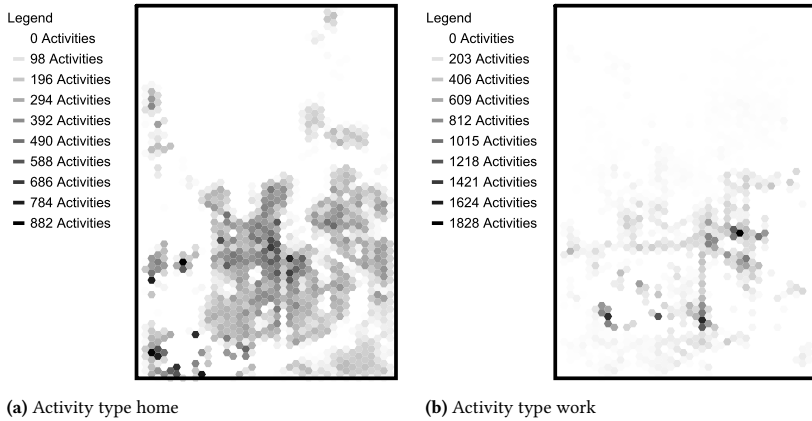 Legend
0 Activities
98 Activities
196 Activities
294 Activities
392 Activities
490 Activities
588 Activities
686 Activities
784 Activities
882 Activities
(a) Activity type home
Legend
0 Activities
203 Activities
406 Activities
609 Activities
812 Activities
1015 Activities
1218 Activities
1421 Activities
1624 Activities
1828 Activities
(b) Activity type work